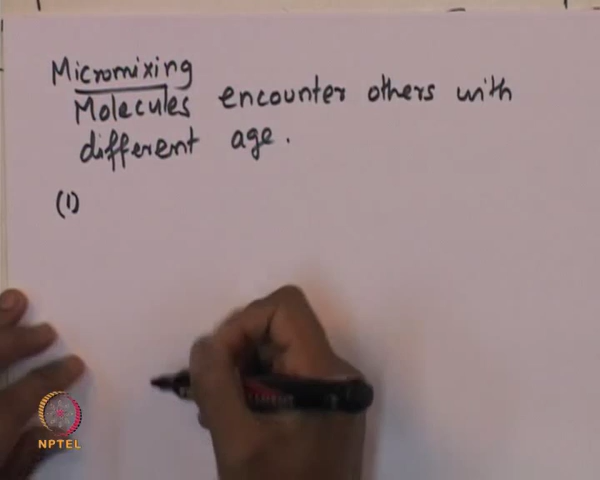 Micromixing
Molecules encounter others with
different age.
(1)
NPTEL